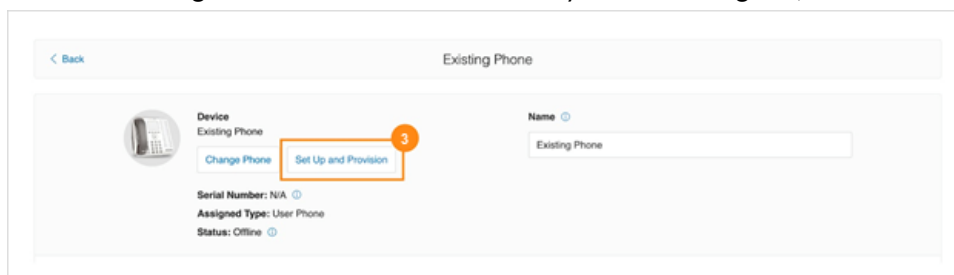 < Back
Existing Phone
Device
Existing Phone
Change Phone
Set Up and Provision
3
Serial Number: N/A
Assigned Type: User Phone
Status: Offline
Name
Existing Phone